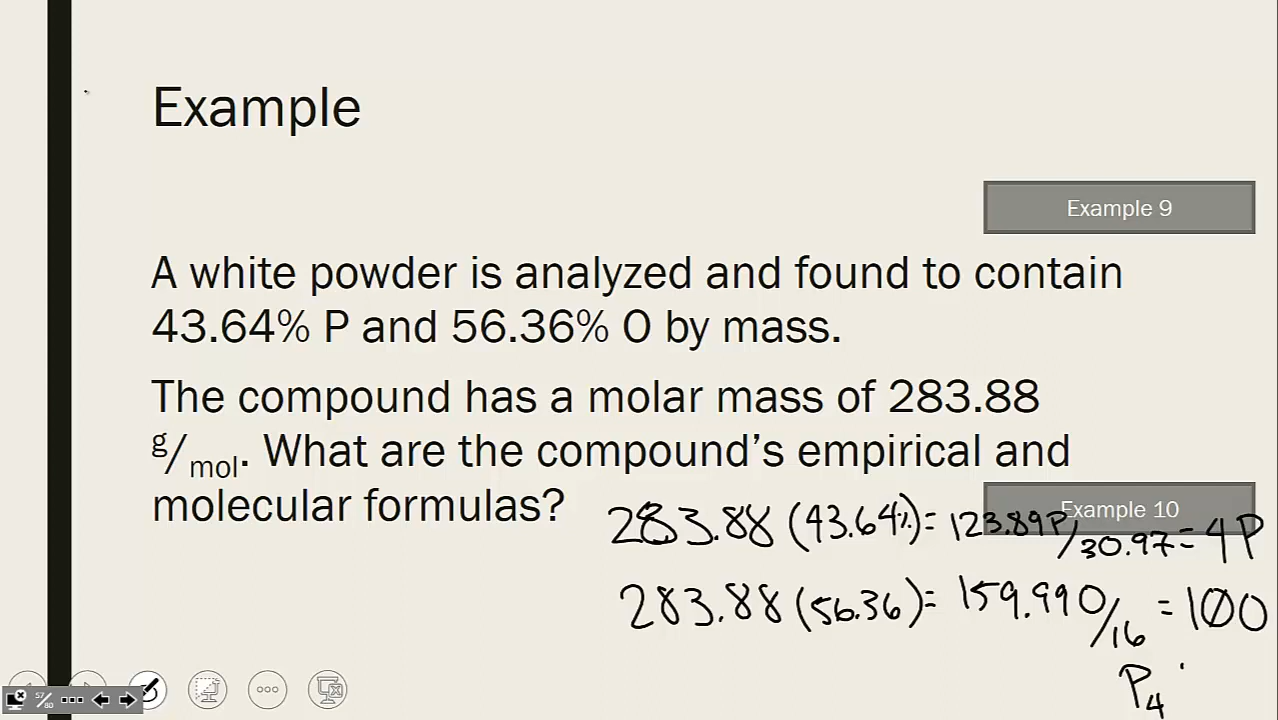 Example
Example 9
A white powder is analyzed and found to contain
43.64% P and 56.36% O by mass.
The compound has a molar mass of 283.88
g/mol. What are the compound’s empirical and
molecular formulas?
Example 10
283.88 (43.64%) = 123.89P/30.97 = 4P
283.88 (56.36) = 159.99O/16 = 10O
P4
57/80